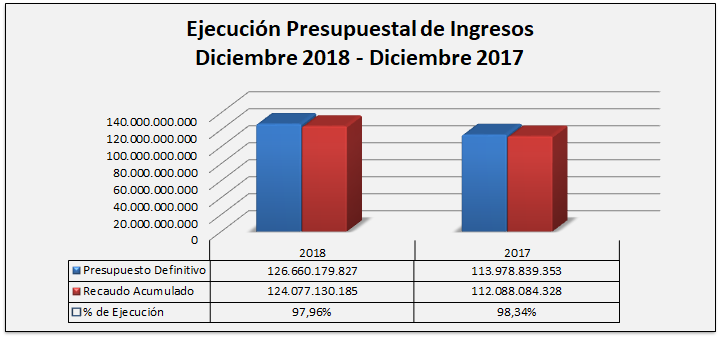 Ejecución Presupuestal de Ingresos
Diciembre 2018 - Diciembre 2017
140.000.000.000
120.000.000.000
100.000.000.000
80.000.000.000
60.000.000.000
40.000.000.000
20.000.000.000
0
2018 2017
Presupuesto Definitivo 126.660.179.827 113.978.839.353
Recaudo Acumulado 124.077.130.185 112.088.084.328
% de Ejecución 97,96% 98,34%